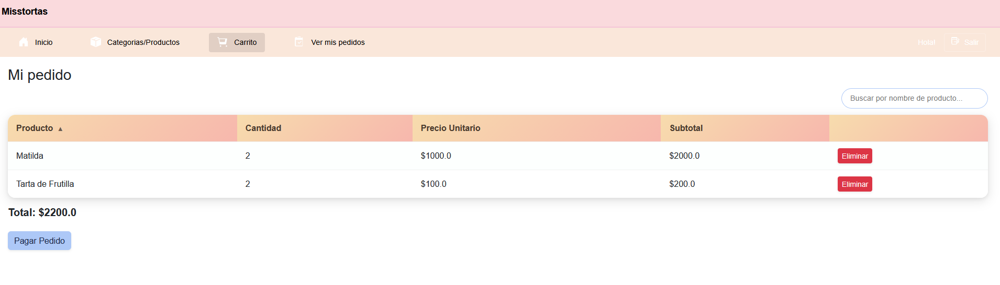 Misstortas
Inicio Categorias/Productos Carrito Ver mis pedidos Hola! Salir
Mi pedido
Buscar por nombre de producto...
Producto ▲ Cantidad Precio Unitario Subtotal
Matilda 2 $1000.0 $2000.0 Eliminar
Tarta de Frutilla 2 $100.0 $200.0 Eliminar
Total: $2200.0
Pagar Pedido